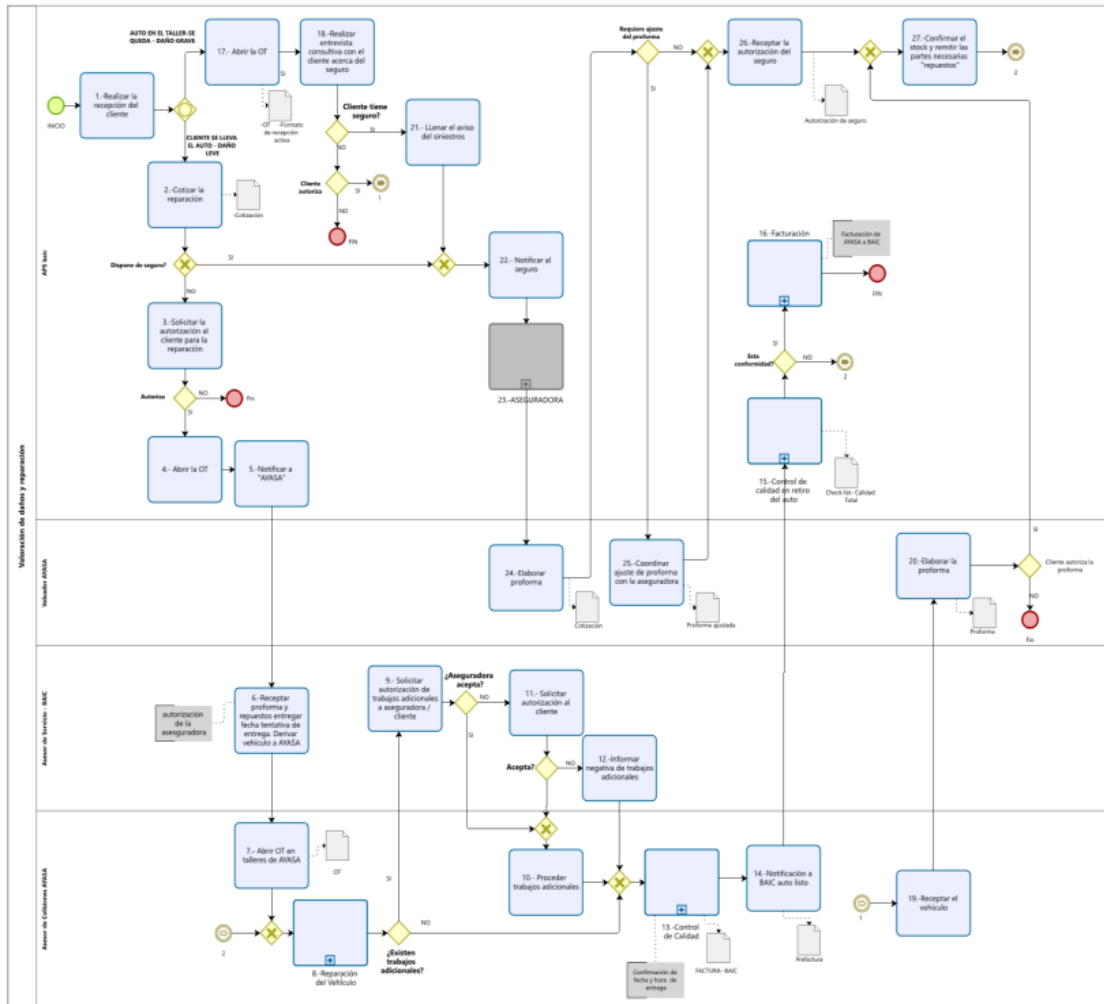 Valoración de daños y reparación
APS baic
AUTO EN EL TALLER-SE
QUEDA - DAÑO GRAVE
INICIO
1.-Realizar la
recepción del
cliente
17.- Abrir la OT
SI
-OT -Formato
de recepción
activa
18.-Realizar
entrevista
consultiva con el
cliente acerca del
seguro
Cliente tiene
seguro?
SI
NO
21.- LLenar el aviso
del siniestros
Cliente
autoriza
SI
1
NO
FIN
CLIENTE SE LLEVA
EL AUTO - DAÑO
LEVE
2.-Cotizar la
reparación
-Cotización
Dispone de seguro?
SI
NO
22.- Notificar al
seguro
23.-ASEGURADORA
3.-Solicitar la
autorización al
cliente para la
reparación
Autoriza
NO
Fin
SI
4.- Abrir la OT
5.-Notificar a
"AYASA"
Requiere ajuste
del proforma
NO
SI
26.- Receptar la
autorización del
seguro
Autorización de seguro
27.-Confirmar el
stock y remitir las
partes necesarias
"repuestos"
2
16.-Facturación
Facturación de
AYASA a BAIC
FIN
SI
Esta
conformidad?
NO
2
15.-Control de
calidad en retiro
del auto
Check list- Calidad
Total
Valuador AYASA
24.-Elaborar
proforma
Cotización
25.-Coordinar
ajuste de proforma
con la aseguradora
Proforma ajustada
20.-Elaborar la
proforma
Proforma
SI
Cliente autoriza la
proforma
NO
Fin
Asesor de Servicio - BAIC
autorización
de la
aseseguradora
6.-Receptar
proforma y
repuestos entregar
fecha tentativa de
entrega. Derivar
vehículo a AYASA
9.- Solicitar
autorización de
trabajos adicionales
a aseguradora /
cliente
¿Aseguradora
acepta?
NO
SI
11.- Solicitar
autorización al
cliente
Acepta?
NO
12.-Informar
negativa de trabajos
adicionales
Asesor de Colisiones AYASA
7.- Abrir OT en
talleres de AYASA
OT
2
8.-Reparación
del Vehículo
SI
NO
¿Existen
trabajos
adicionales?
10.- Proceder
trabajos adicionales
13.-Control
de Calidad
Confirmación de
fecha y hora de
entrega
FACTURA- BAIC
14.-Notificación a
BAIC auto listo
Prefactura
1
19.-Receptar el
vehículo